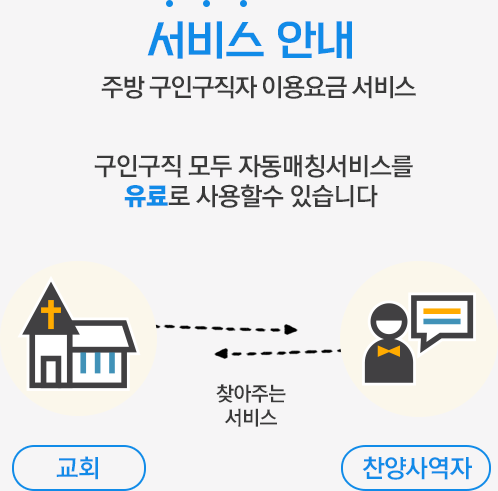 서비스 안내
주방 구인구직자 이용요금 서비스
구인구직 모두 자동매칭서비스를
유료로 사용할수 있습니다
찾아주는
서비스
교회
찬양사역자